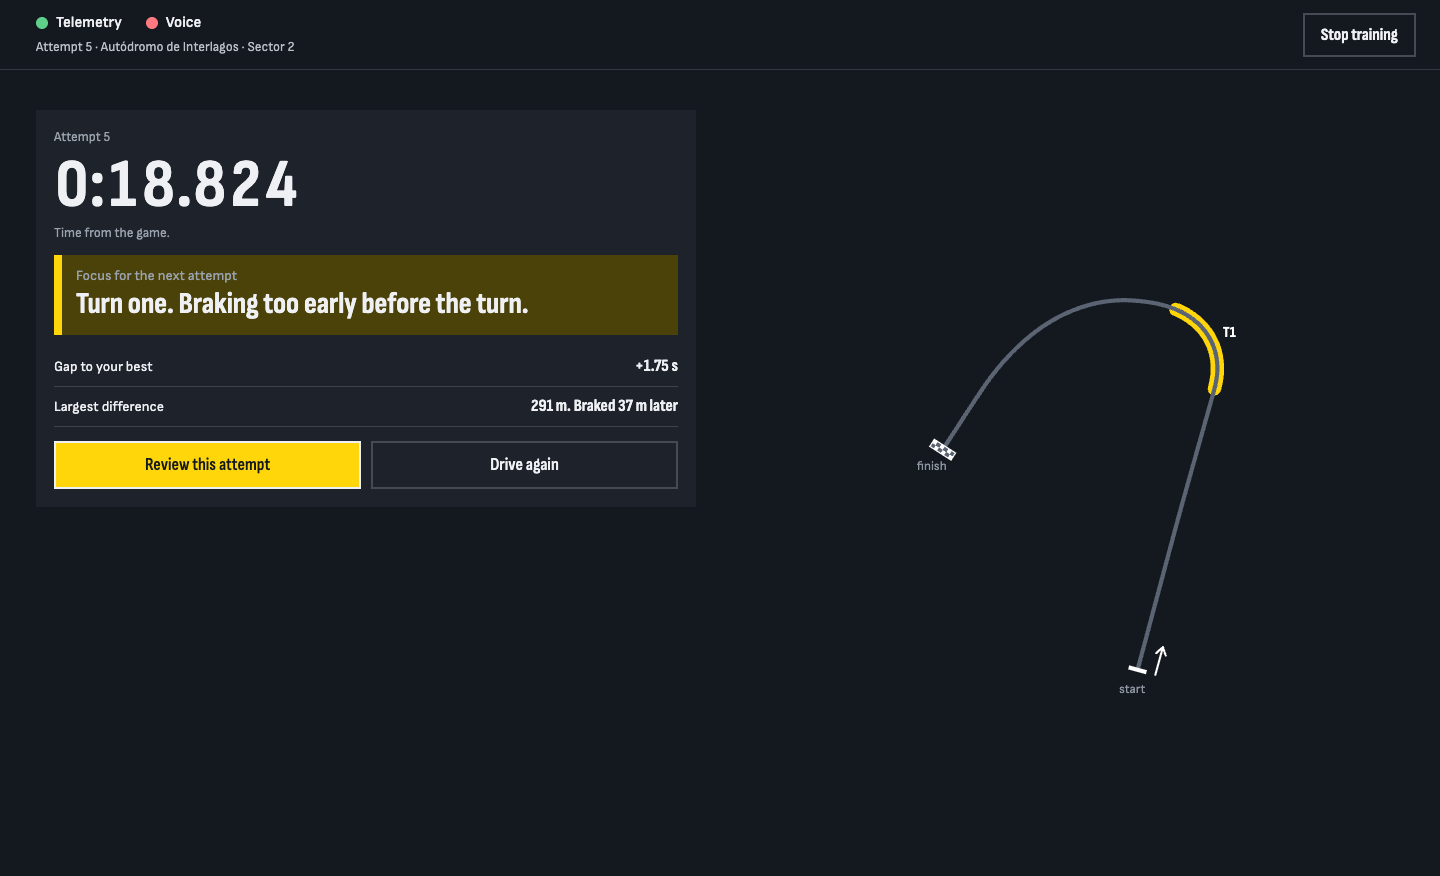 Telemetry Voice
Attempt 5 · Autódromo de Interlagos · Sector 2
Stop training
Attempt 5
0:18.824
Time from the game.
Focus for the next attempt
Turn one. Braking too early before the turn.
Gap to your best +1.75 s
Largest difference 291 m. Braked 37 m later
Review this attempt Drive again
T1
finish
start